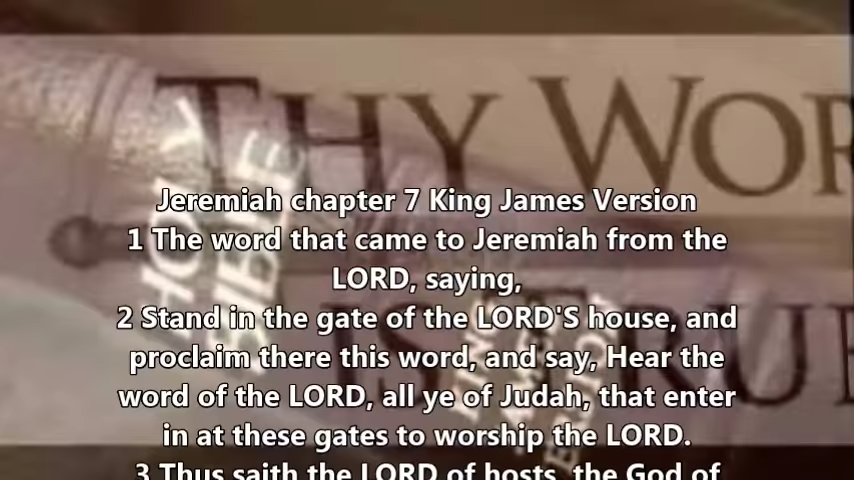 THY WOR
HOLY
BIBLE
Jeremiah chapter 7 King James Version
1 The word that came to Jeremiah from the
LORD, saying,
2 Stand in the gate of the LORD'S house, and
proclaim there this word, and say, Hear the
word of the LORD, all ye of Judah, that enter
in at these gates to worship the LORD.
3 Thus saith the LORD of hosts, the God of